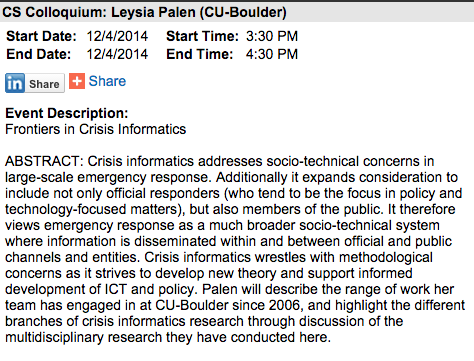 CS Colloquium: Leysia Palen (CU-Boulder)
Start Date: 12/4/2014 Start Time: 3:30 PM
End Date: 12/4/2014 End Time: 4:30 PM
in Share Share
Event Description:
Frontiers in Crisis Informatics
ABSTRACT: Crisis informatics addresses socio-technical concerns in
large-scale emergency response. Additionally it expands consideration to
include not only official responders (who tend to be the focus in policy and
technology-focused matters), but also members of the public. It therefore
views emergency response as a much broader socio-technical system
where information is disseminated within and between official and public
channels and entities. Crisis informatics wrestles with methodological
concerns as it strives to develop new theory and support informed
development of ICT and policy. Palen will describe the range of work her
team has engaged in at CU-Boulder since 2006, and highlight the different
branches of crisis informatics research through discussion of the
multidisciplinary research they have conducted here.